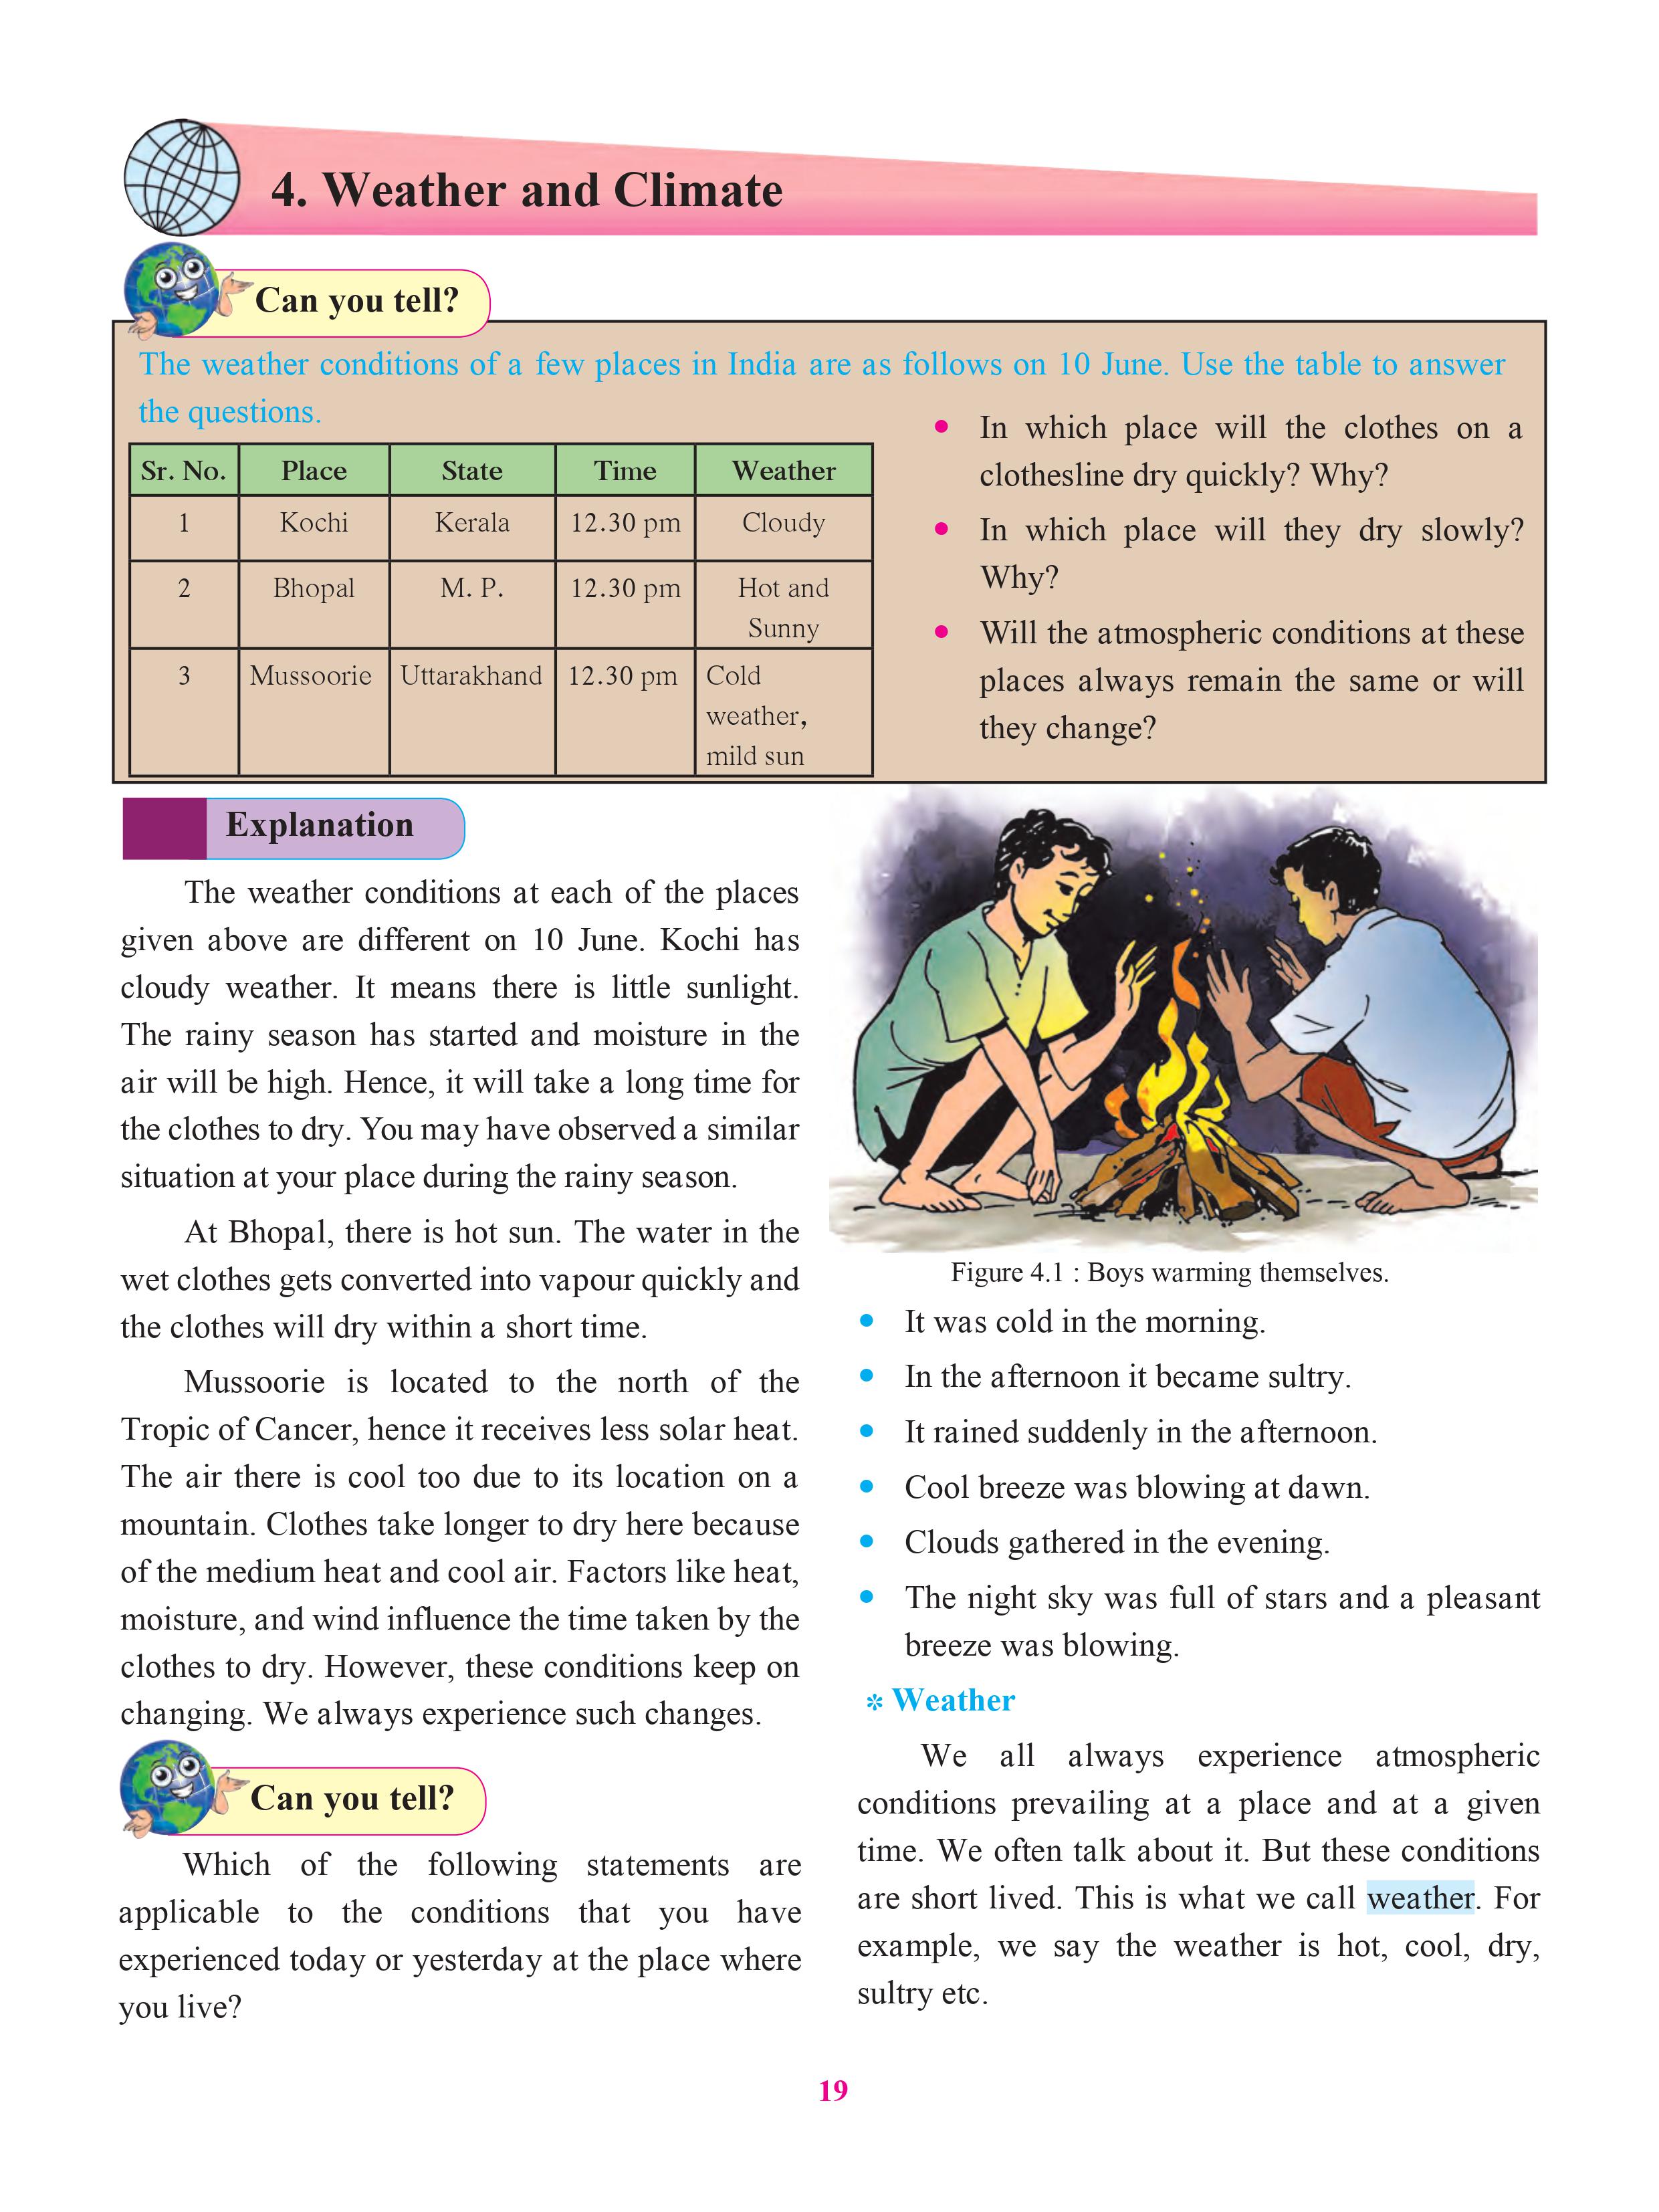 4. Weather and Climate
Can you tell?
The weather conditions of a few places in India are as follows on 10 June. Use the table to answer
the questions.
Sr. No. Place State Time Weather
1 Kochi Kerala 12.30 pm Cloudy
2 Bhopal M. P. 12.30 pm Hot and
Sunny
3 Mussoorie Uttarakhand 12.30 pm Cold
weather,
mild sun
• In which place will the clothes on a
clothesline dry quickly? Why?
• In which place will they dry slowly?
Why?
• Will the atmospheric conditions at these
places always remain the same or will
they change?
Explanation
The weather conditions at each of the places
given above are different on 10 June. Kochi has
cloudy weather. It means there is little sunlight.
The rainy season has started and moisture in the
air will be high. Hence, it will take a long time for
the clothes to dry. You may have observed a similar
situation at your place during the rainy season.
At Bhopal, there is hot sun. The water in the
wet clothes gets converted into vapour quickly and
the clothes will dry within a short time.
Mussoorie is located to the north of the
Tropic of Cancer, hence it receives less solar heat.
The air there is cool too due to its location on a
mountain. Clothes take longer to dry here because
of the medium heat and cool air. Factors like heat,
moisture, and wind influence the time taken by the
clothes to dry. However, these conditions keep on
changing. We always experience such changes.
Can you tell?
Which of the following statements are
applicable to the conditions that you have
experienced today or yesterday at the place where
you live?
Figure 4.1 : Boys warming themselves.
• It was cold in the morning.
• In the afternoon it became sultry.
• It rained suddenly in the afternoon.
• Cool breeze was blowing at dawn.
• Clouds gathered in the evening.
• The night sky was full of stars and a pleasant
breeze was blowing.
* Weather
We all always experience atmospheric
conditions prevailing at a place and at a given
time. We often talk about it. But these conditions
are short lived. This is what we call weather. For
example, we say the weather is hot, cool, dry,
sultry etc.
19